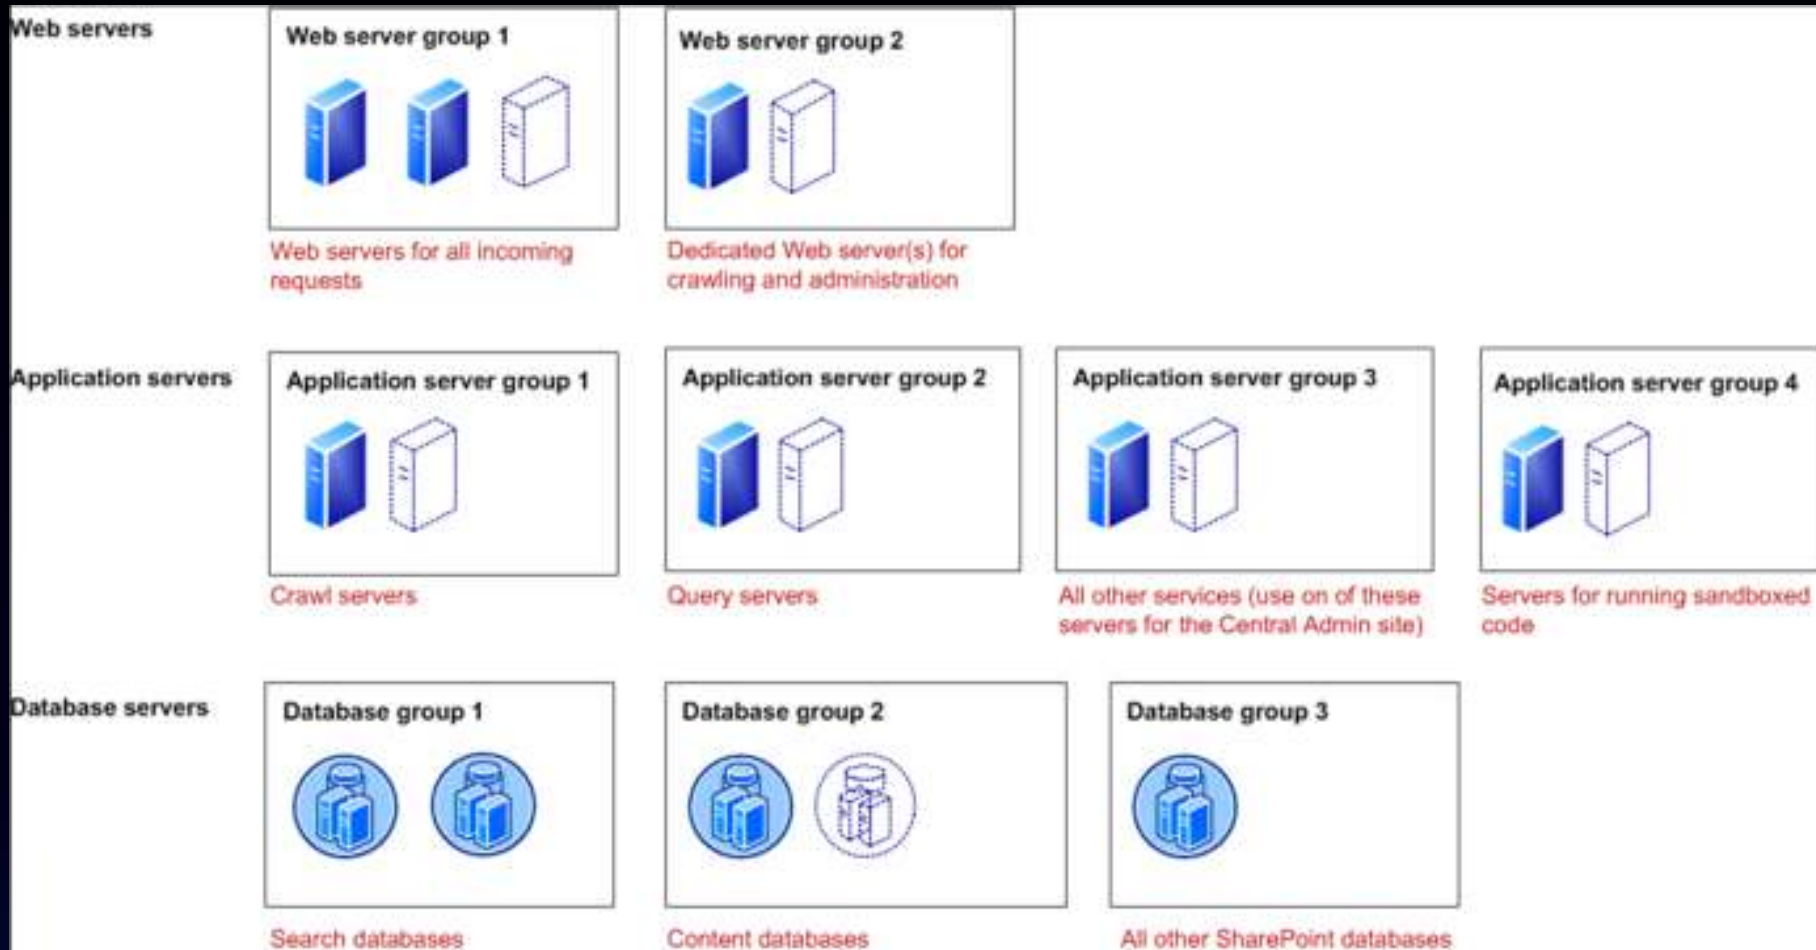 Web servers
Web server group 1
Web server group 2
Web servers for all incoming
requests
Dedicated Web server(s) for
crawling and administration
Application servers
Application server group 1
Application server group 2
Application server group 3
Application server group 4
Crawl servers
Query servers
All other services (use on of these
servers for the Central Admin site)
Servers for running sandboxed
code
Database servers
Database group 1
Database group 2
Database group 3
Search databases
Content databases
All other SharePoint databases